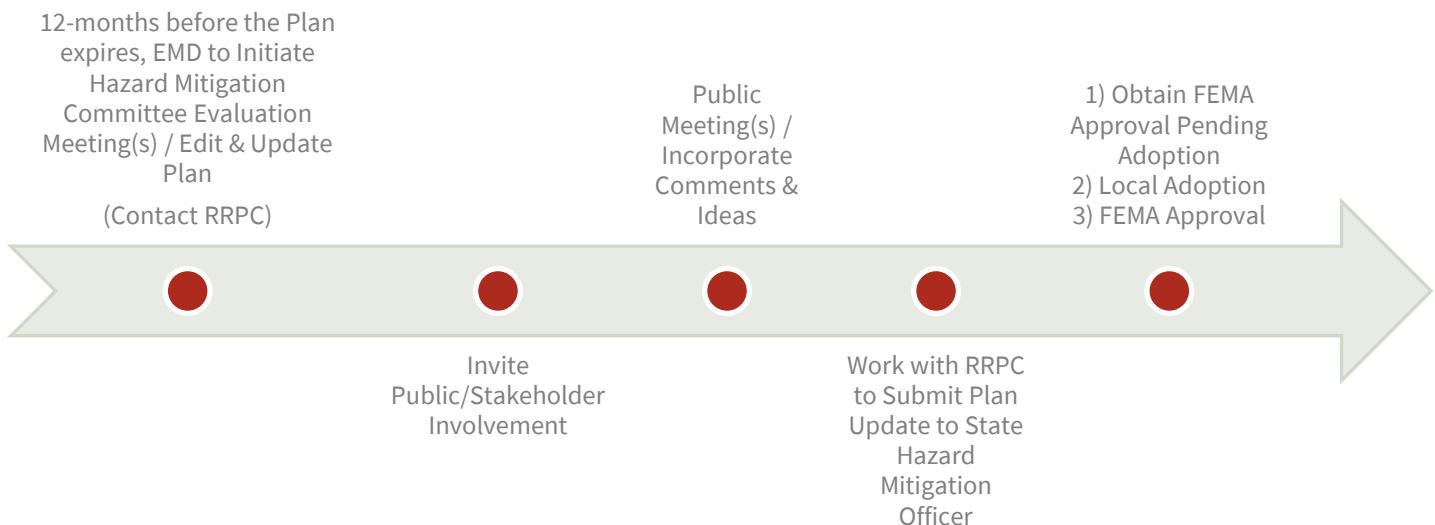 12-months before the Plan
expires, EMD to Initiate
Hazard Mitigation
Committee Evaluation
Meeting(s) / Edit & Update
Plan
(Contact RRPC)
Invite
Public/Stakeholder
Involvement
Public
Meeting(s) /
Incorporate
Comments &
Ideas
Work with RRPC
to Submit Plan
Update to State
Hazard
Mitigation
Officer
1) Obtain FEMA
Approval Pending
Adoption
2) Local Adoption
3) FEMA Approval